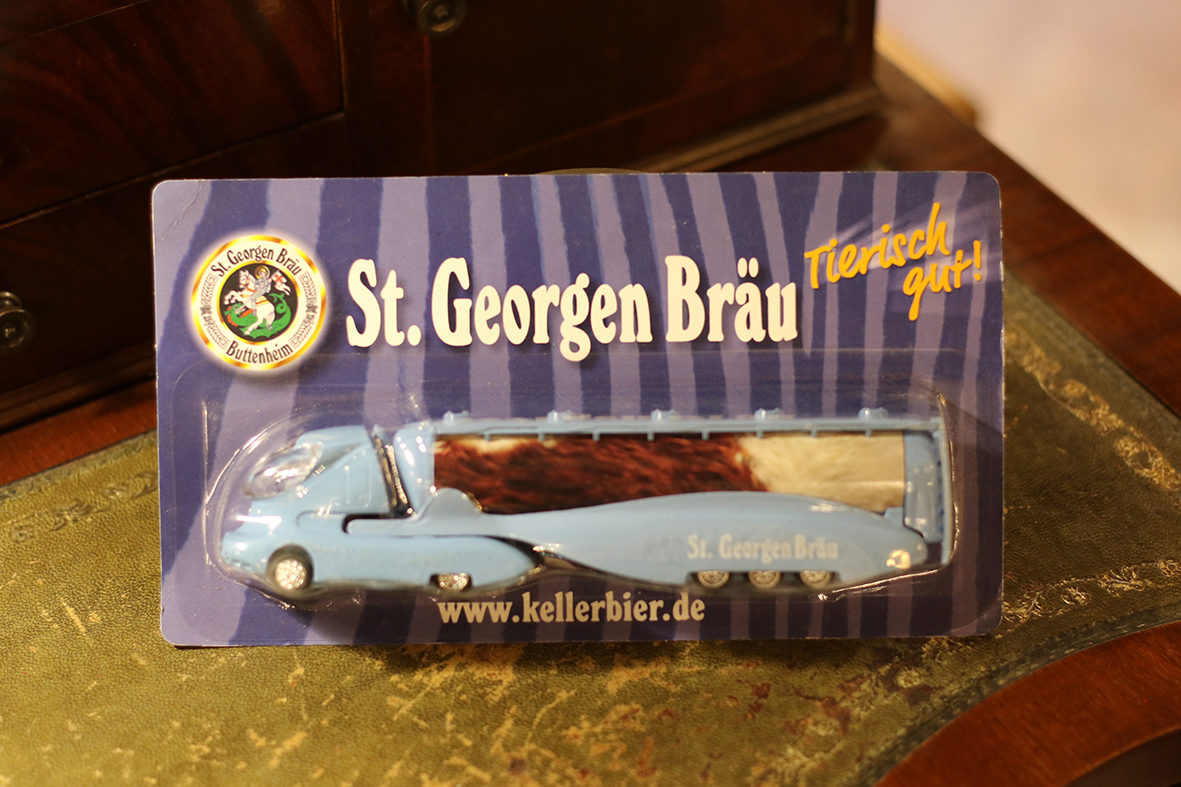 St. Georgen Bräu
Buttenheim
St. Georgen Bräu
Tierisch
gut!
St. Georgen Bräu
www.kellerbier.de